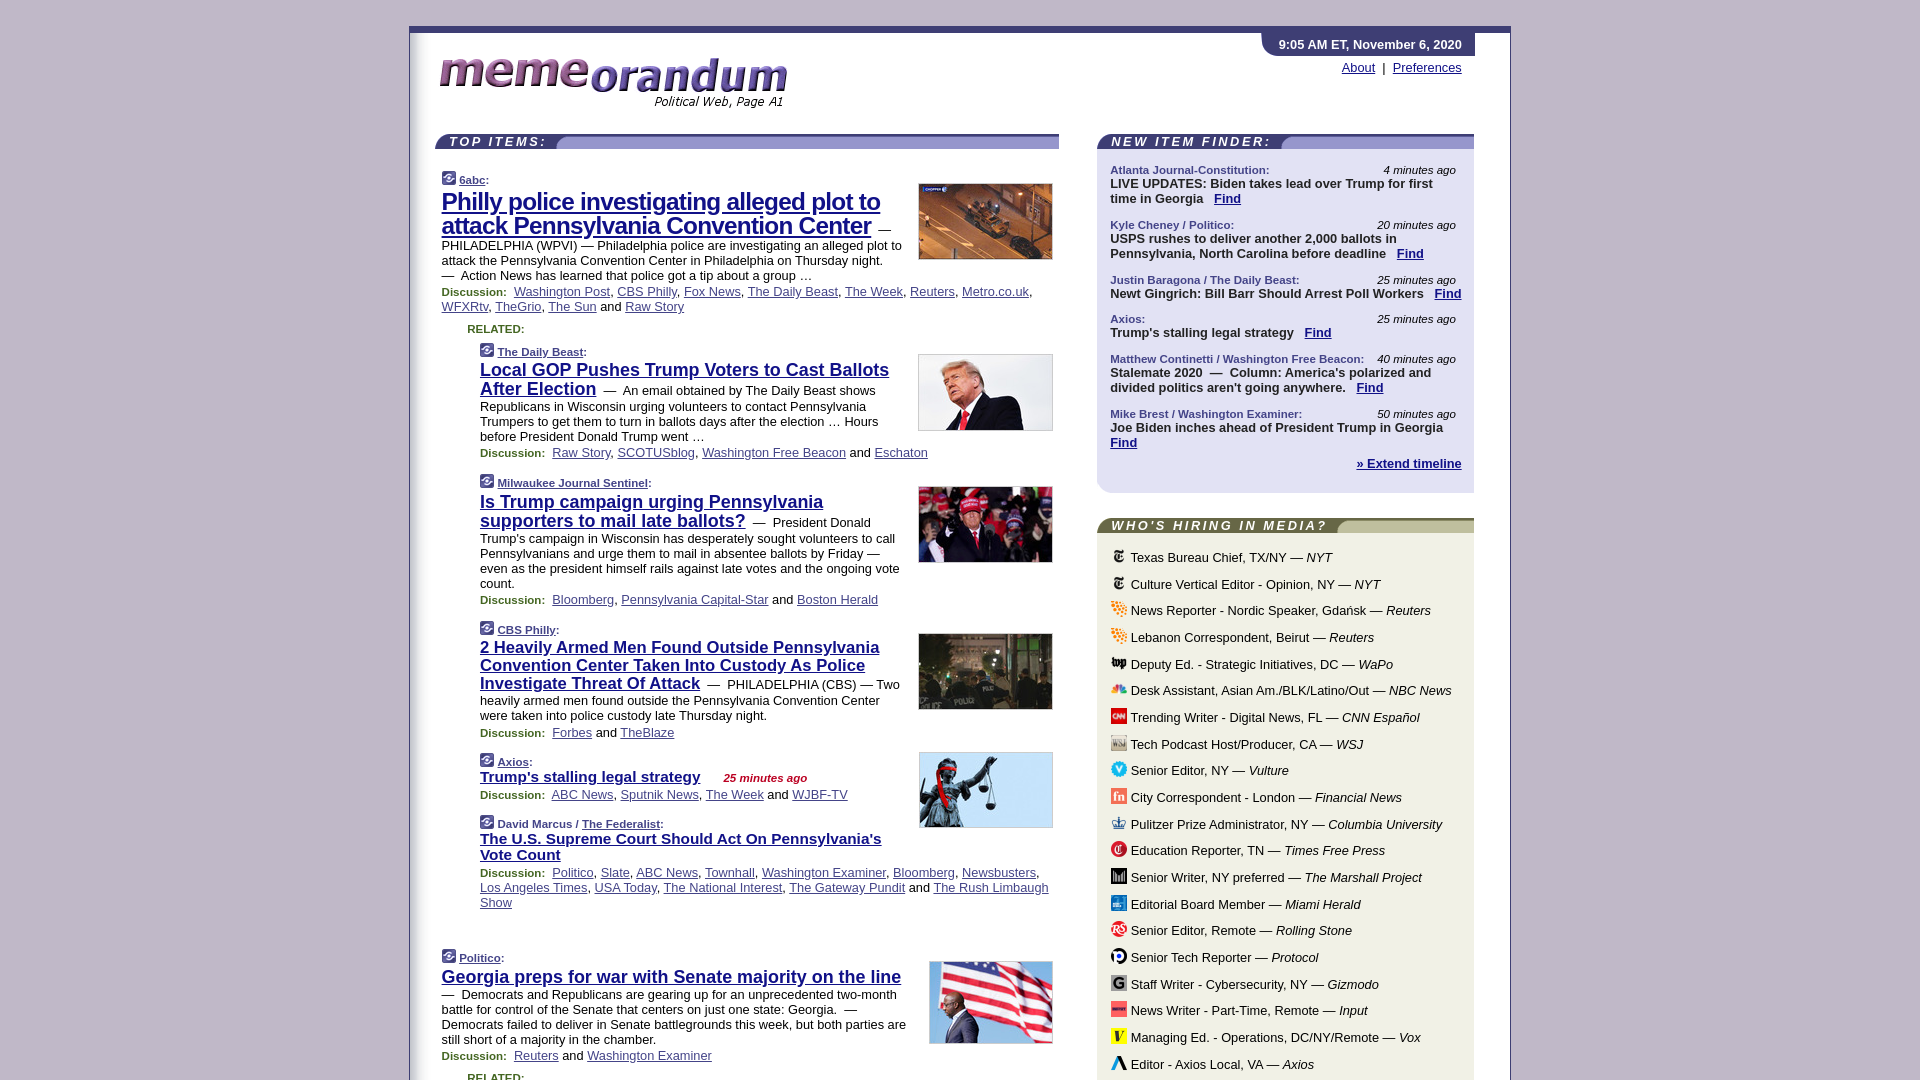 9:05 AM ET, November 6, 2020
memeorandum
Political Web, Page A1
About | Preferences
TOP ITEMS:
6abc:
Philly police investigating alleged plot to
attack Pennsylvania Convention Center —
PHILADELPHIA (WPVI) — Philadelphia police are investigating an alleged plot to
attack the Pennsylvania Convention Center in Philadelphia on Thursday night.
— Action News has learned that police got a tip about a group …
Discussion: Washington Post, CBS Philly, Fox News, The Daily Beast, The Week, Reuters, Metro.co.uk,
WFXRtv, TheGrio, The Sun and Raw Story
RELATED:
The Daily Beast:
Local GOP Pushes Trump Voters to Cast Ballots
After Election — An email obtained by The Daily Beast shows
Republicans in Wisconsin urging volunteers to contact Pennsylvania
Trumpers to get them to turn in ballots days after the election … Hours
before President Donald Trump went …
Discussion: Raw Story, SCOTUSblog, Washington Free Beacon and Eschaton
Milwaukee Journal Sentinel:
Is Trump campaign urging Pennsylvania
supporters to mail late ballots? — President Donald
Trump's campaign in Wisconsin has desperately sought volunteers to call
Pennsylvanians and urge them to mail in absentee ballots by Friday —
even as the president himself rails against late votes and the ongoing vote
count.
Discussion: Bloomberg, Pennsylvania Capital-Star and Boston Herald
CBS Philly:
2 Heavily Armed Men Found Outside Pennsylvania
Convention Center Taken Into Custody As Police
Investigate Threat Of Attack — PHILADELPHIA (CBS) — Two
heavily armed men found outside the Pennsylvania Convention Center
were taken into police custody late Thursday night.
Discussion: Forbes and TheBlaze
Axios:
Trump's stalling legal strategy 25 minutes ago
Discussion: ABC News, Sputnik News, The Week and WJBF-TV
David Marcus / The Federalist:
The U.S. Supreme Court Should Act On Pennsylvania's
Vote Count
Discussion: Politico, Slate, ABC News, Townhall, Washington Examiner, Bloomberg, Newsbusters,
Los Angeles Times, USA Today, The National Interest, The Gateway Pundit and The Rush Limbaugh
Show
Politico:
Georgia preps for war with Senate majority on the line
— Democrats and Republicans are gearing up for an unprecedented two-month
battle for control of the Senate that centers on just one state: Georgia. —
Democrats failed to deliver in Senate battlegrounds this week, but both parties are
still short of a majority in the chamber.
Discussion: Reuters and Washington Examiner
RELATED:
NEW ITEM FINDER:
Atlanta Journal-Constitution: 4 minutes ago
LIVE UPDATES: Biden takes lead over Trump for first
time in Georgia Find
Kyle Cheney / Politico: 20 minutes ago
USPS rushes to deliver another 2,000 ballots in
Pennsylvania, North Carolina before deadline Find
Justin Baragona / The Daily Beast: 25 minutes ago
Newt Gingrich: Bill Barr Should Arrest Poll Workers Find
Axios: 25 minutes ago
Trump's stalling legal strategy Find
Matthew Continetti / Washington Free Beacon: 40 minutes ago
Stalemate 2020 — Column: America's polarized and
divided politics aren't going anywhere. Find
Mike Brest / Washington Examiner: 50 minutes ago
Joe Biden inches ahead of President Trump in Georgia
Find
» Extend timeline
WHO'S HIRING IN MEDIA?
Texas Bureau Chief, TX/NY — NYT
Culture Vertical Editor - Opinion, NY — NYT
News Reporter - Nordic Speaker, Gdańsk — Reuters
Lebanon Correspondent, Beirut — Reuters
Deputy Ed. - Strategic Initiatives, DC — WaPo
Desk Assistant, Asian Am./BLK/Latino/Out — NBC News
Trending Writer - Digital News, FL — CNN Español
Tech Podcast Host/Producer, CA — WSJ
Senior Editor, NY — Vulture
City Correspondent - London — Financial News
Pulitzer Prize Administrator, NY — Columbia University
Education Reporter, TN — Times Free Press
Senior Writer, NY preferred — The Marshall Project
Editorial Board Member — Miami Herald
Senior Editor, Remote — Rolling Stone
Senior Tech Reporter — Protocol
Staff Writer - Cybersecurity, NY — Gizmodo
News Writer - Part-Time, Remote — Input
Managing Ed. - Operations, DC/NY/Remote — Vox
Editor - Axios Local, VA — Axios